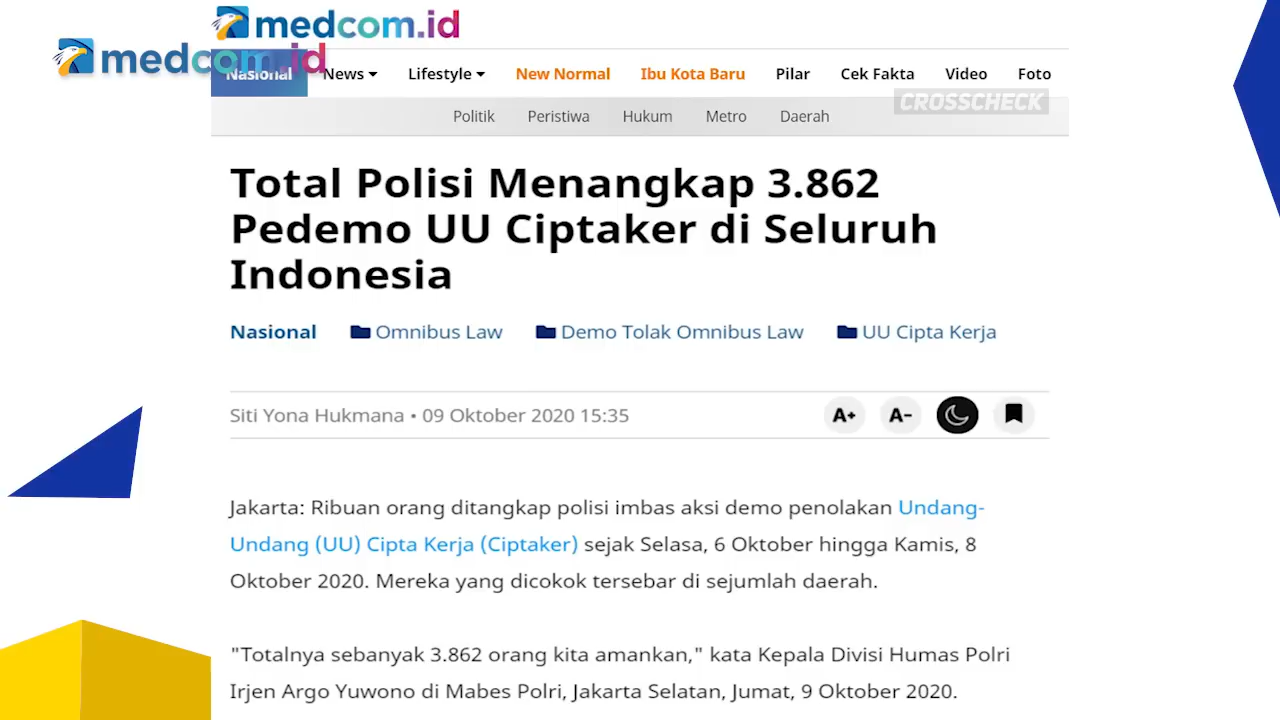 medcom.id
medcom.id
Nasional News Lifestyle New Normal Ibu Kota Baru Pilar Cek Fakta Video Foto
CROSSCHECK
Politik Peristiwa Hukum Metro Daerah
Total Polisi Menangkap 3.862
Pedemo UU Ciptaker di Seluruh
Indonesia
Nasional Omnibus Law Demo Tolak Omnibus Law UU Cipta Kerja
Siti Yona Hukmana • 09 Oktober 2020 15:35 A+ A-
Jakarta: Ribuan orang ditangkap polisi imbas aksi demo penolakan Undang-
Undang (UU) Cipta Kerja (Ciptaker) sejak Selasa, 6 Oktober hingga Kamis, 8
Oktober 2020. Mereka yang dicokok tersebar di sejumlah daerah.
"Totalnya sebanyak 3.862 orang kita amankan," kata Kepala Divisi Humas Polri
Irjen Argo Yuwono di Mabes Polri, Jakarta Selatan, Jumat, 9 Oktober 2020.